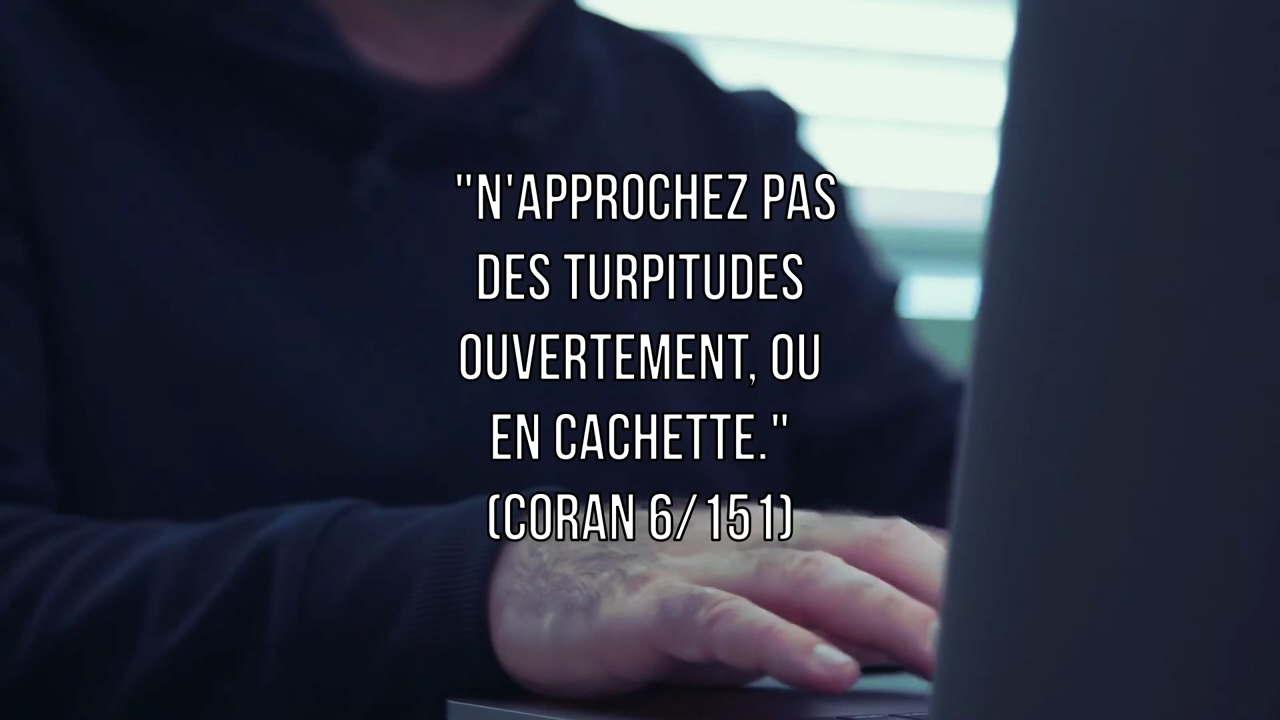 "N'APPROCHEZ PAS
DES TURPITUDES
OUVERTEMENT, OU
EN CACHETTE."
(CORAN 6/151)